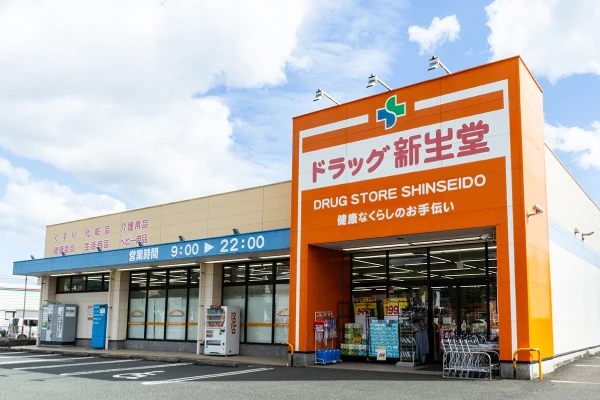 ドラッグ 新生堂
DRUG STORE SHINSEIDO
健康なくらしのお手伝い
くすり 化粧品 介護用品
健康食品 生活用品 ベビー用品
営業時間 9:00 ▶ 22:00